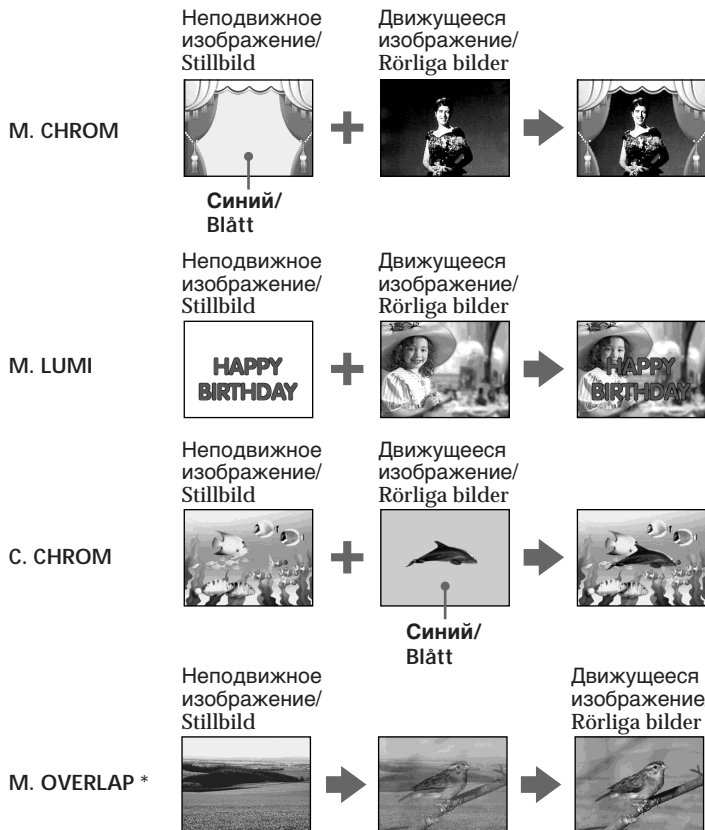 Неподвижное
изображение/
Stillbild
Движущееся
изображение/
Rörliga bilder
M. CHROM
Синий/
Blått
Неподвижное
изображение/
Stillbild
Движущееся
изображение/
Rörliga bilder
M. LUMI
HAPPY
BIRTHDAY
HAPPY
BIRTHDAY
Неподвижное
изображение/
Stillbild
Движущееся
изображение/
Rörliga bilder
C. CHROM
Синий/
Blått
Неподвижное
изображение/
Stillbild
Движущееся
изображение
Rörliga bilder
M. OVERLAP *